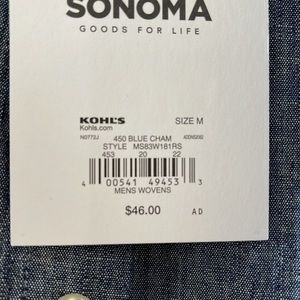 SONOMA
GOODS FOR LIFE
KOHL'S SIZE M
Kohls.com
N0772J 450 BLUE CHAM
STYLE MS83W181RS
453 20 22
4 00541 49453 3
MENS WOVENS
$46.00 AD